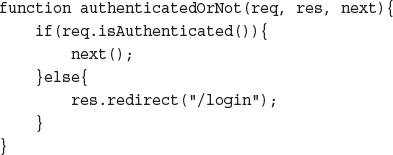 function authenticatedOrNot(req, res, next){
    if(req.isAuthenticated()){
        next();
    }else{
        res.redirect("/login");
    }
}